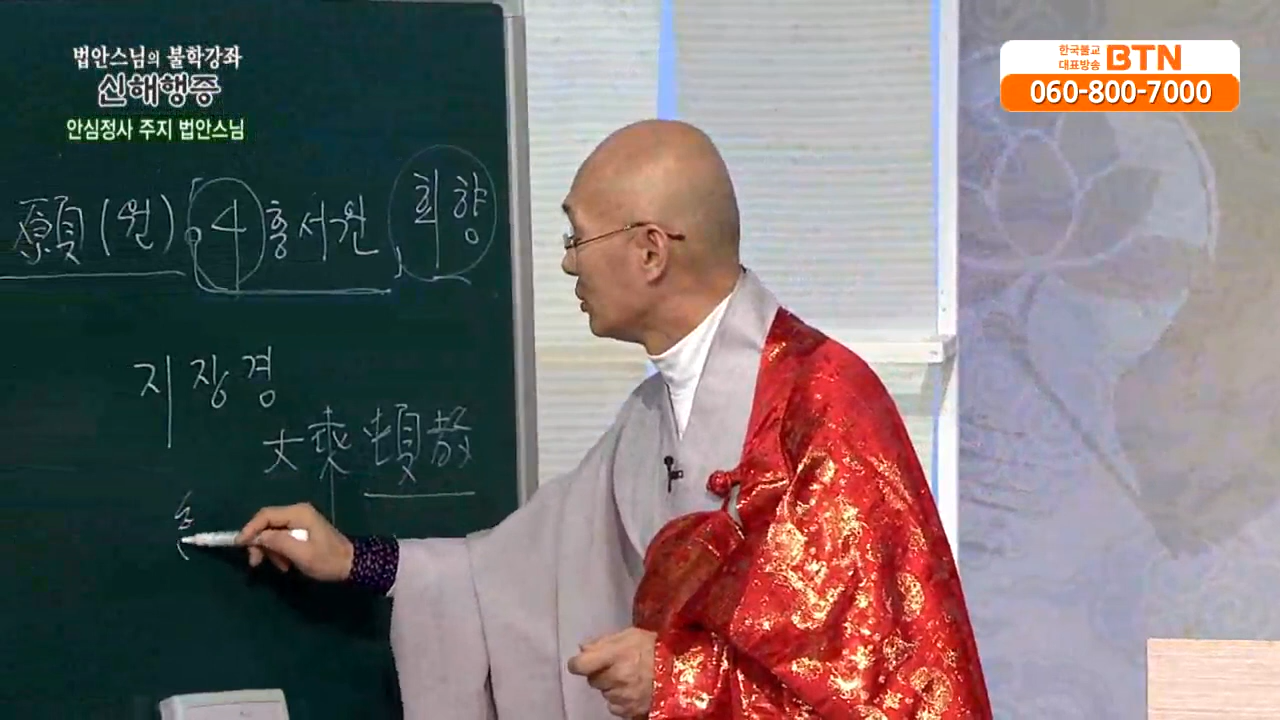 법안스님의 불학강좌
신해행증
안심정사 주지 법안스님
한국불교
대표방송 BTN
060-800-7000
願(원), 4홍서원, 회향
지장경
大乘頓敎